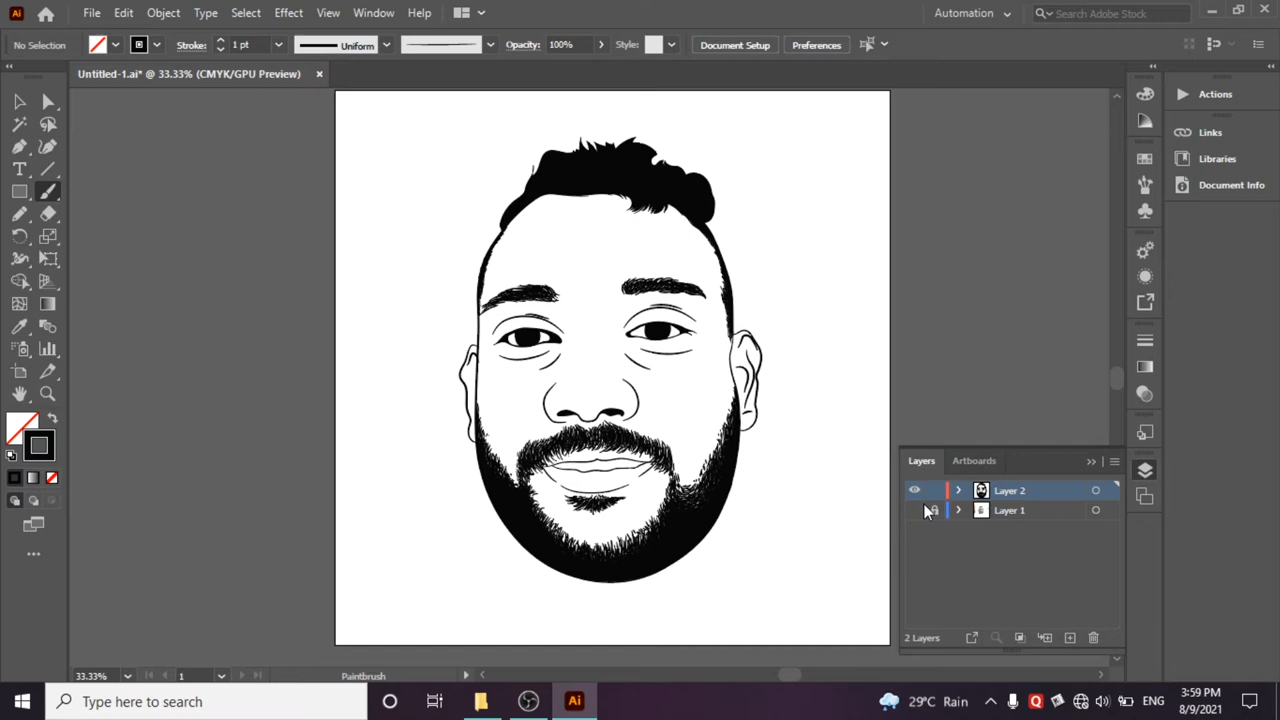 Ai File Edit Object Type Select Effect View Window Help Automation Search Adobe Stock
No Selection Stroke: 1 pt Uniform Opacity: 100% Style: Document Setup Preferences
Untitled-1.ai* @ 33.33% (CMYK/GPU Preview)
Actions
Links
Libraries
Document Info
Layers Artboards
Layer 2
Layer 1
2 Layers
33.33% 1 Paintbrush
Type here to search Ai 29°C Rain ENG 3:59 PM
8/9/2021